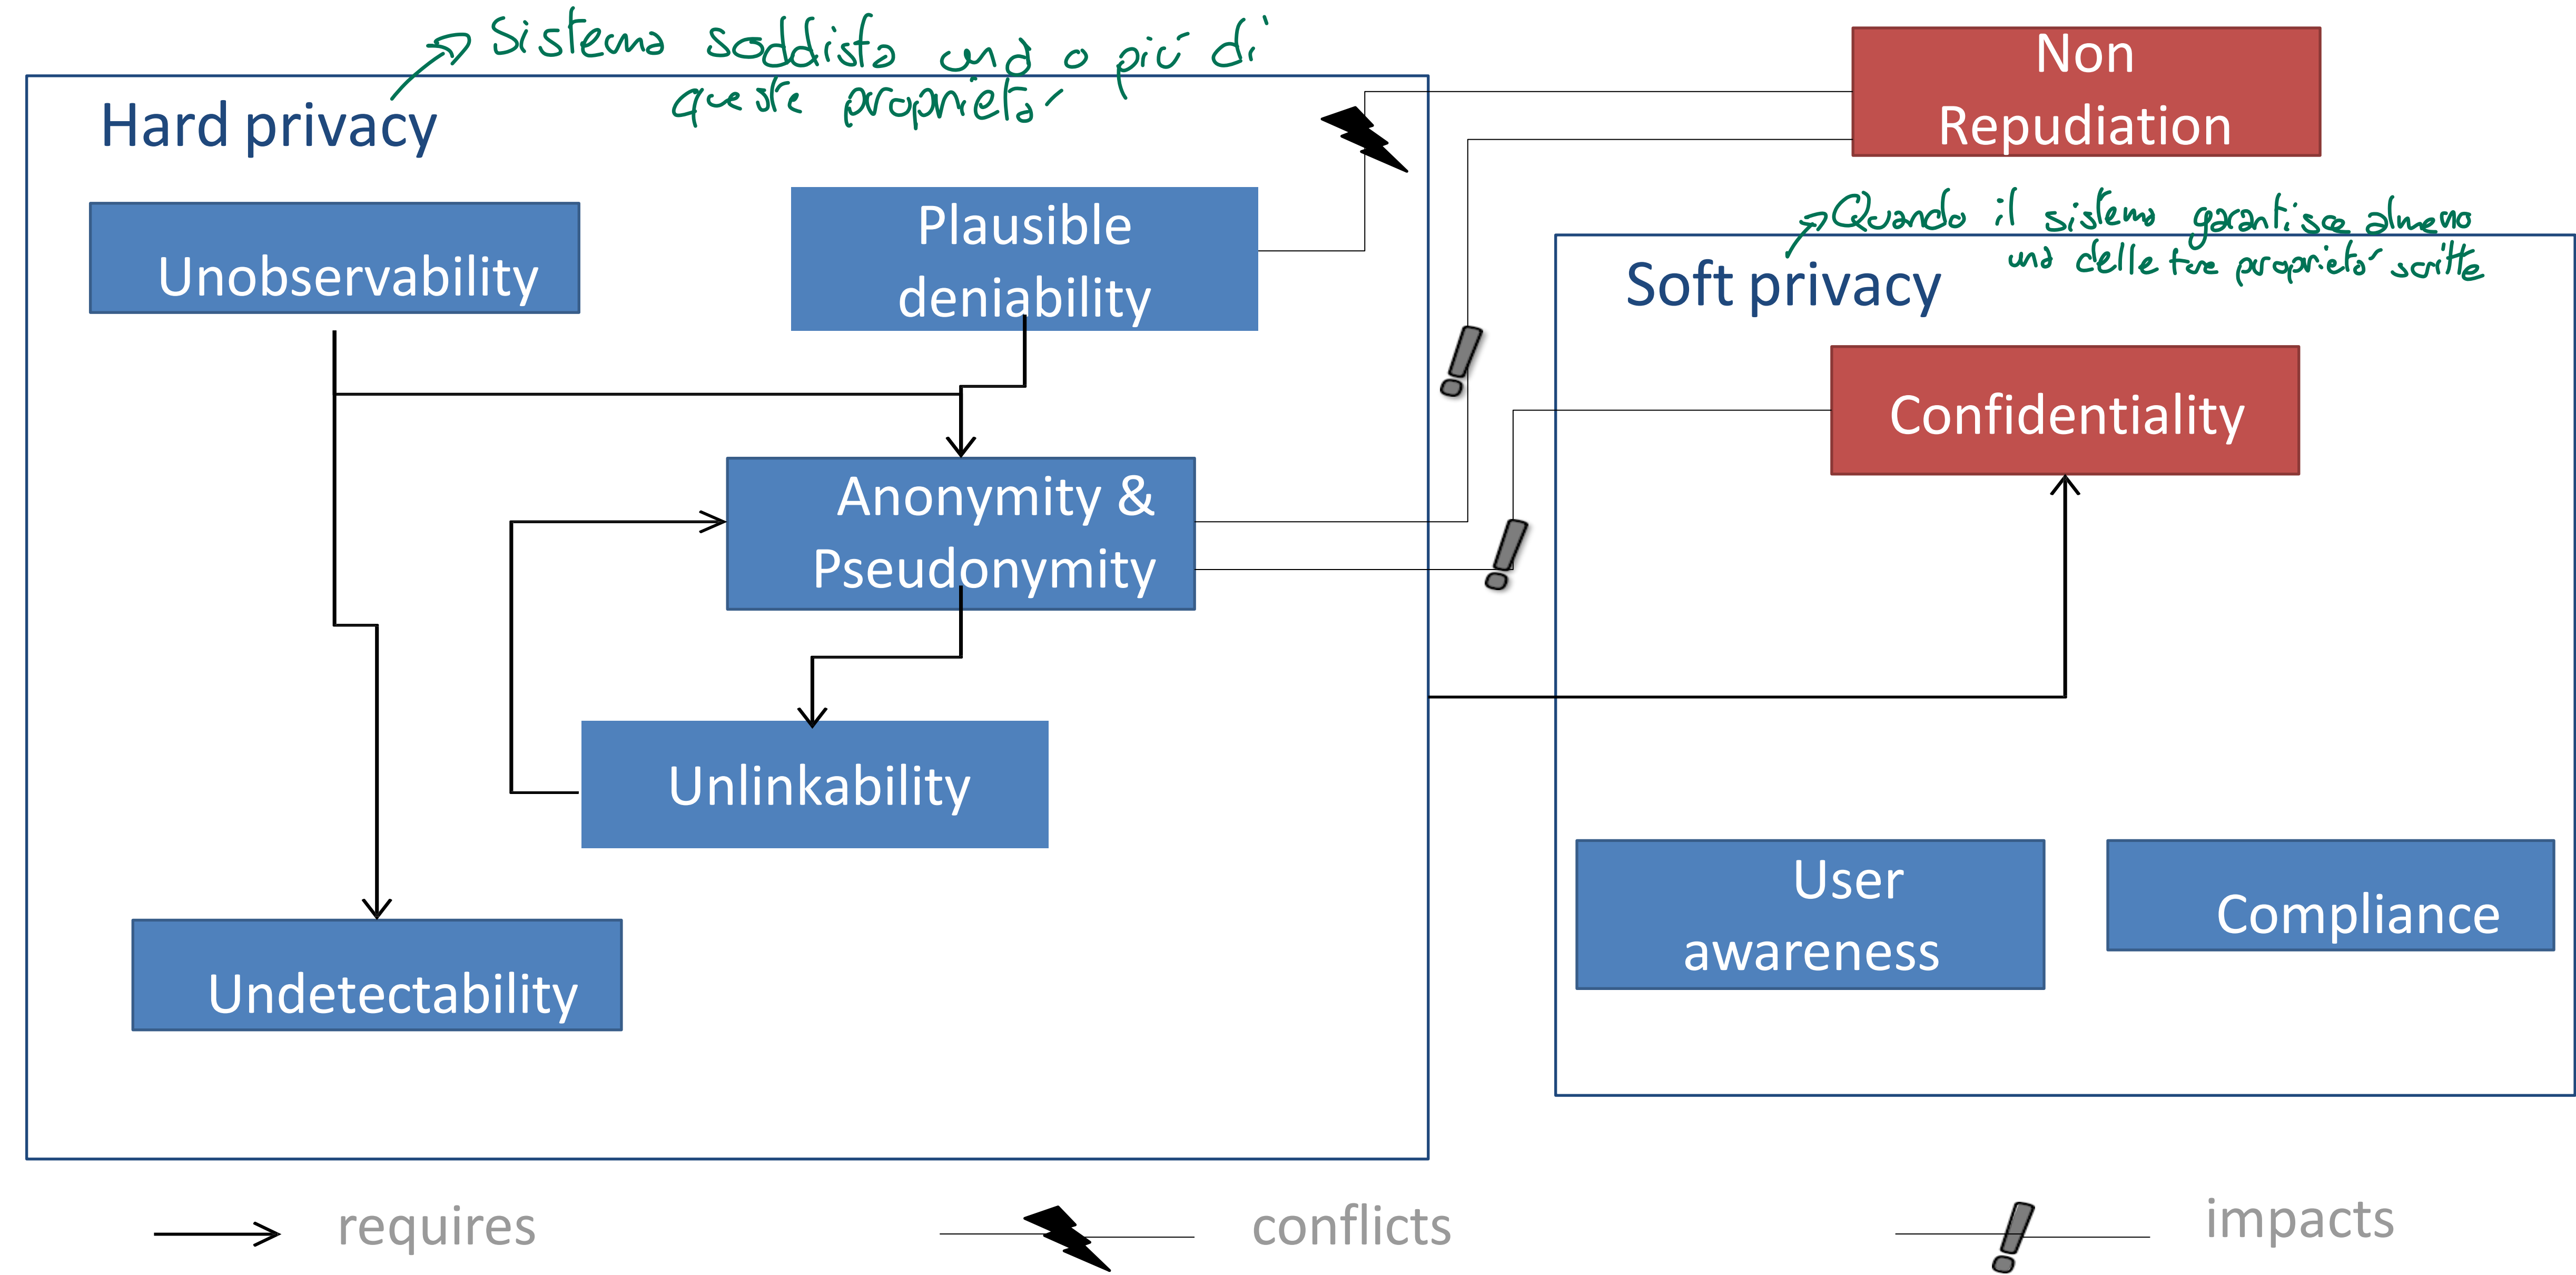 Sistema soddisfa una o più di
queste proprietà
Hard privacy
Non
Repudiation
Unobservability
Plausible
deniability
Quando il sistema garantisce almeno
una delle tre proprietà scritte
Soft privacy
Confidentiality
Anonymity &
Pseudonymity
Unlinkability
User
awareness
Compliance
Undetectability
requires
conflicts
impacts